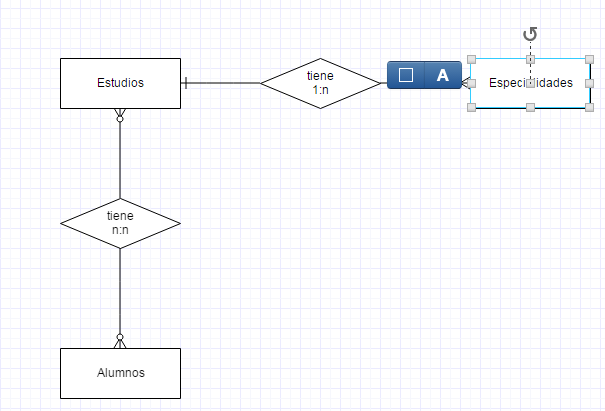 Estudios
tiene
1:n
A
Especialidades
tiene
n:n
Alumnos